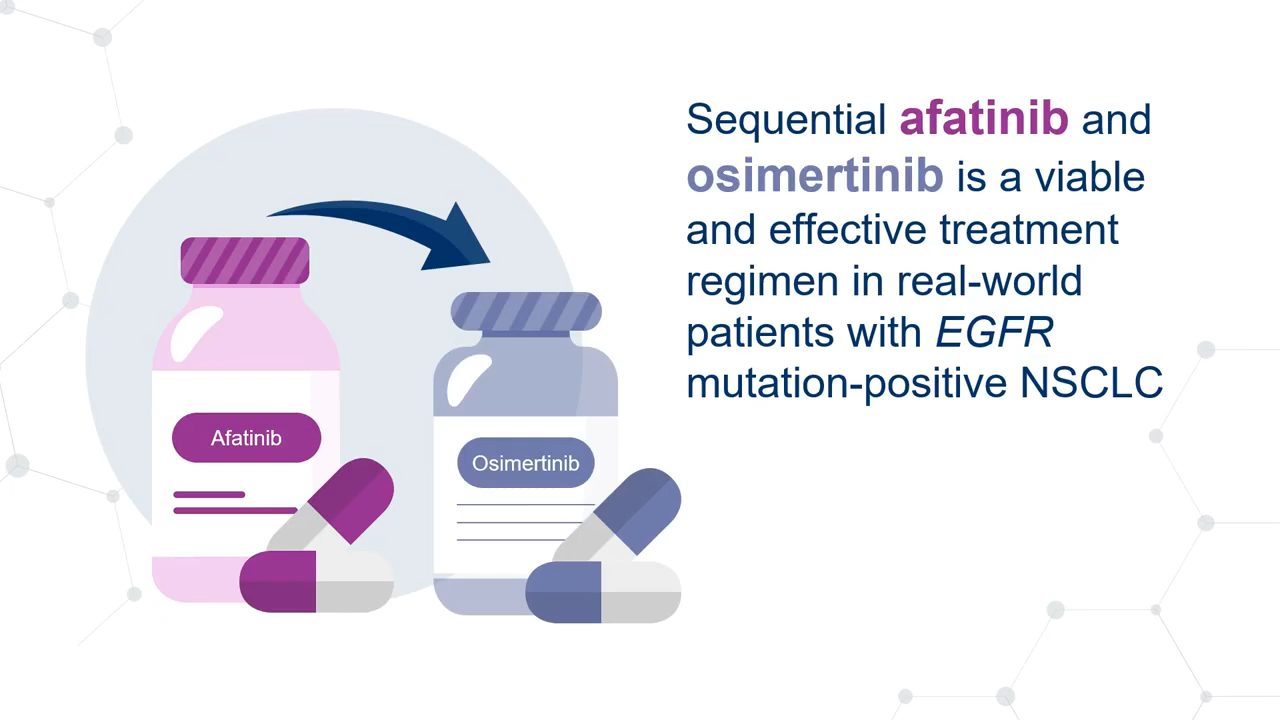 Sequential afatinib and
osimertinib is a viable
and effective treatment
regimen in real-world
patients with EGFR
mutation-positive NSCLC
Afatinib
Osimertinib